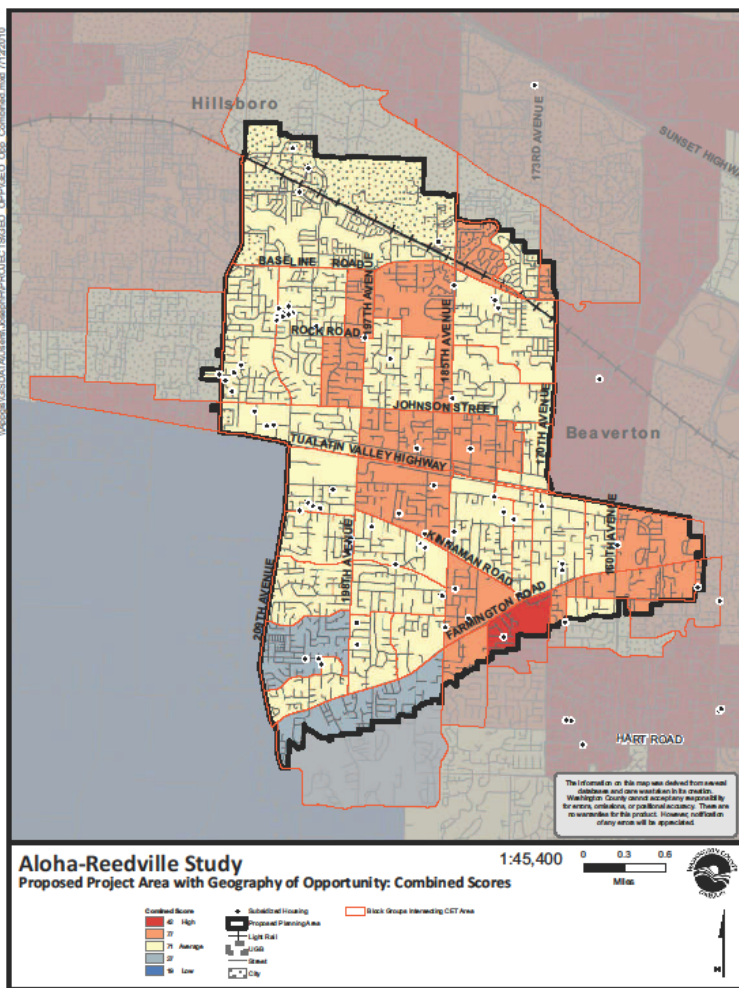 Hillsboro
173RD AVENUE
SUNSET HIGHWAY
BASELINE ROAD
197TH AVENUE
ROCK ROAD
185TH AVENUE
JOHNSON STREET
170TH AVENUE
Beaverton
TUALATIN VALLEY HIGHWAY
160TH AVENUE
KINNAMAN ROAD
198TH AVENUE
209TH AVENUE
FARMINGTON ROAD
HART ROAD
The information on this map was derived from several
databases and care was taken in its creation.
Washington County cannot accept any responsibility
for errors, omissions, or positional accuracy. There are
no warranties for this product. However, notification
of any errors will be appreciated.
Aloha-Reedville Study
Proposed Project Area with Geography of Opportunity: Combined Scores
1:45,400
0 0.3 0.6
Miles
Combined Score
42 High
77
71 Average
27
19 Low
Subsidized Housing
Proposed Planning Area
Light Rail
UGB
Street
City
Block Groups Intersecting CET Area
N